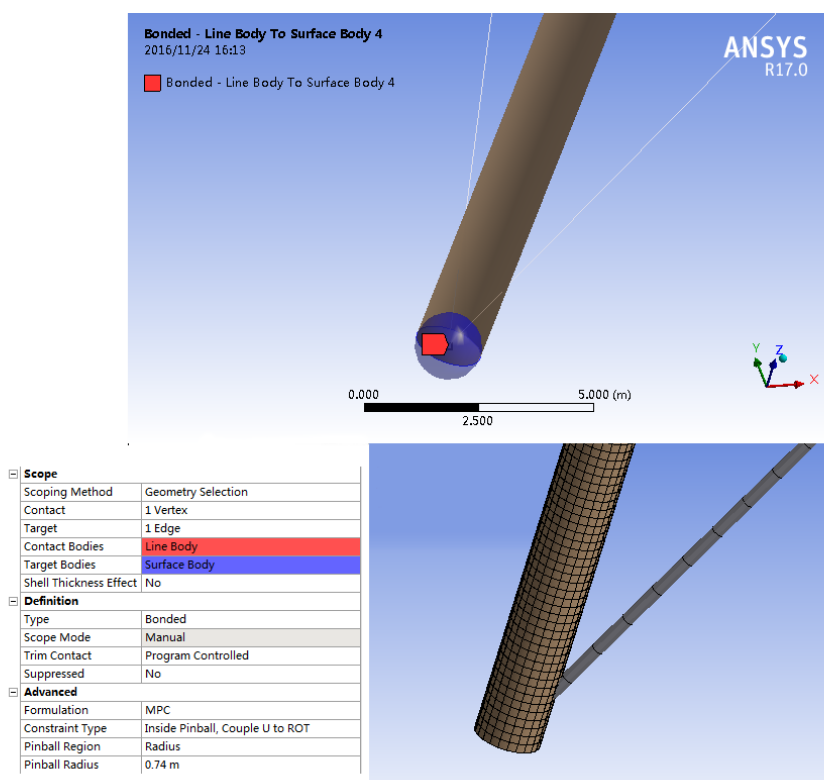 Bonded - Line Body To Surface Body 4
2016/11/24 16:13
Bonded - Line Body To Surface Body 4
ANSYS
R17.0
Y
Z
X
0.000
5.000 (m)
2.500
Scope
Scoping Method Geometry Selection
Contact 1 Vertex
Target 1 Edge
Contact Bodies Line Body
Target Bodies Surface Body
Shell Thickness Effect No
Definition
Type Bonded
Scope Mode Manual
Trim Contact Program Controlled
Suppressed No
Advanced
Formulation MPC
Constraint Type Inside Pinball, Couple U to ROT
Pinball Region Radius
Pinball Radius 0.74 m